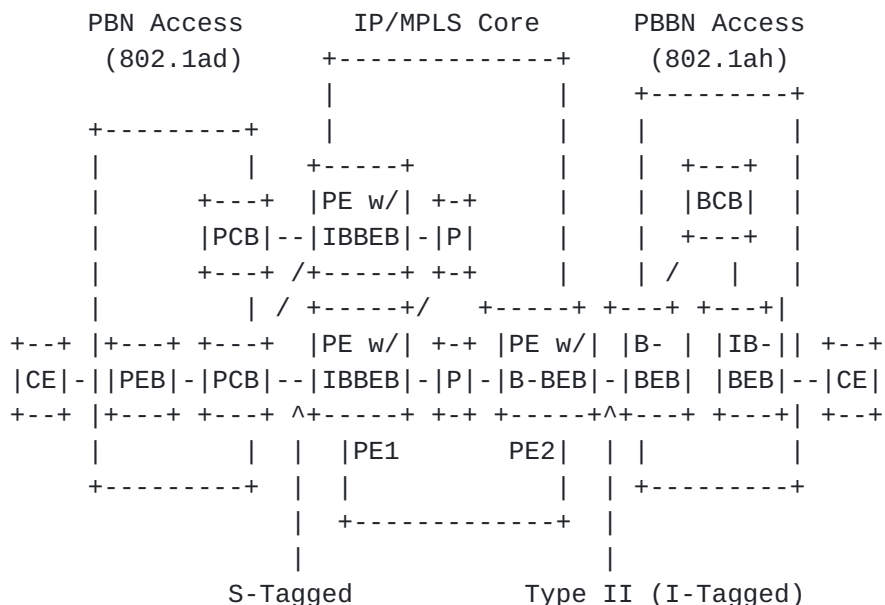 PBN Access IP/MPLS Core PBBN Access
(802.1ad) (802.1ah)
PE w/ BCB
PCB IBBEB P
PE w/ PE w/ B- IB-
CE PEB PCB IBBEB P B-BEB BEB BEB CE
PE1 PE2
S-Tagged Type II (I-Tagged)